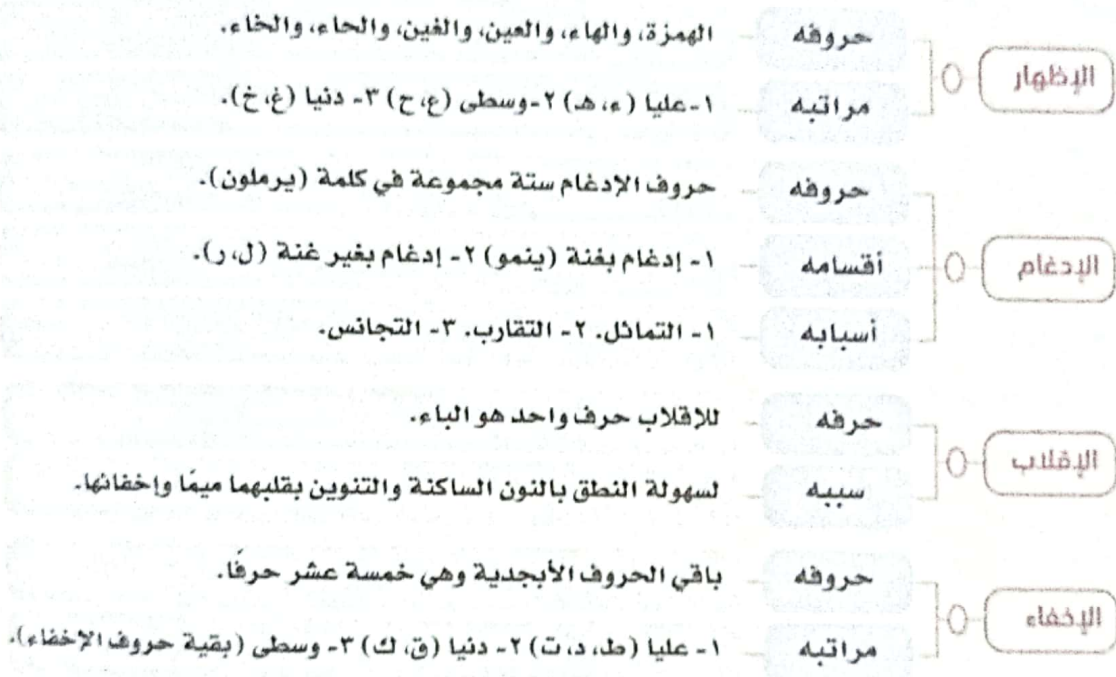 الإظهار
حروفه - الهمزة، والهاء، والعين، والغين، والحاء، والخاء.
مراتبه - ١- عليا (ء، هـ) ٢- وسطى (ع، ح) ٣- دنيا (غ، خ).
الإدغام
حروفه - حروف الإدغام ستة مجموعة في كلمة (يرملون).
أقسامه - ١- إدغام بغنة (ينمو) ٢- إدغام بغير غنة (ل، ر).
أسبابه - ١- التماثل. ٢- التقارب. ٣- التجانس.
الإقلاب
حرفه - للإقلاب حرف واحد هو الباء.
سببه - لسهولة النطق بالنون الساكنة والتنوين بقلبهما ميمًا وإخفائها.
الإخفاء
حروفه - باقي الحروف الأبجدية وهي خمسة عشر حرفًا.
مراتبه - ١- عليا (ط، د، ت) ٢- دنيا (ق، ك) ٣- وسطى (بقية حروف الإخفاء).